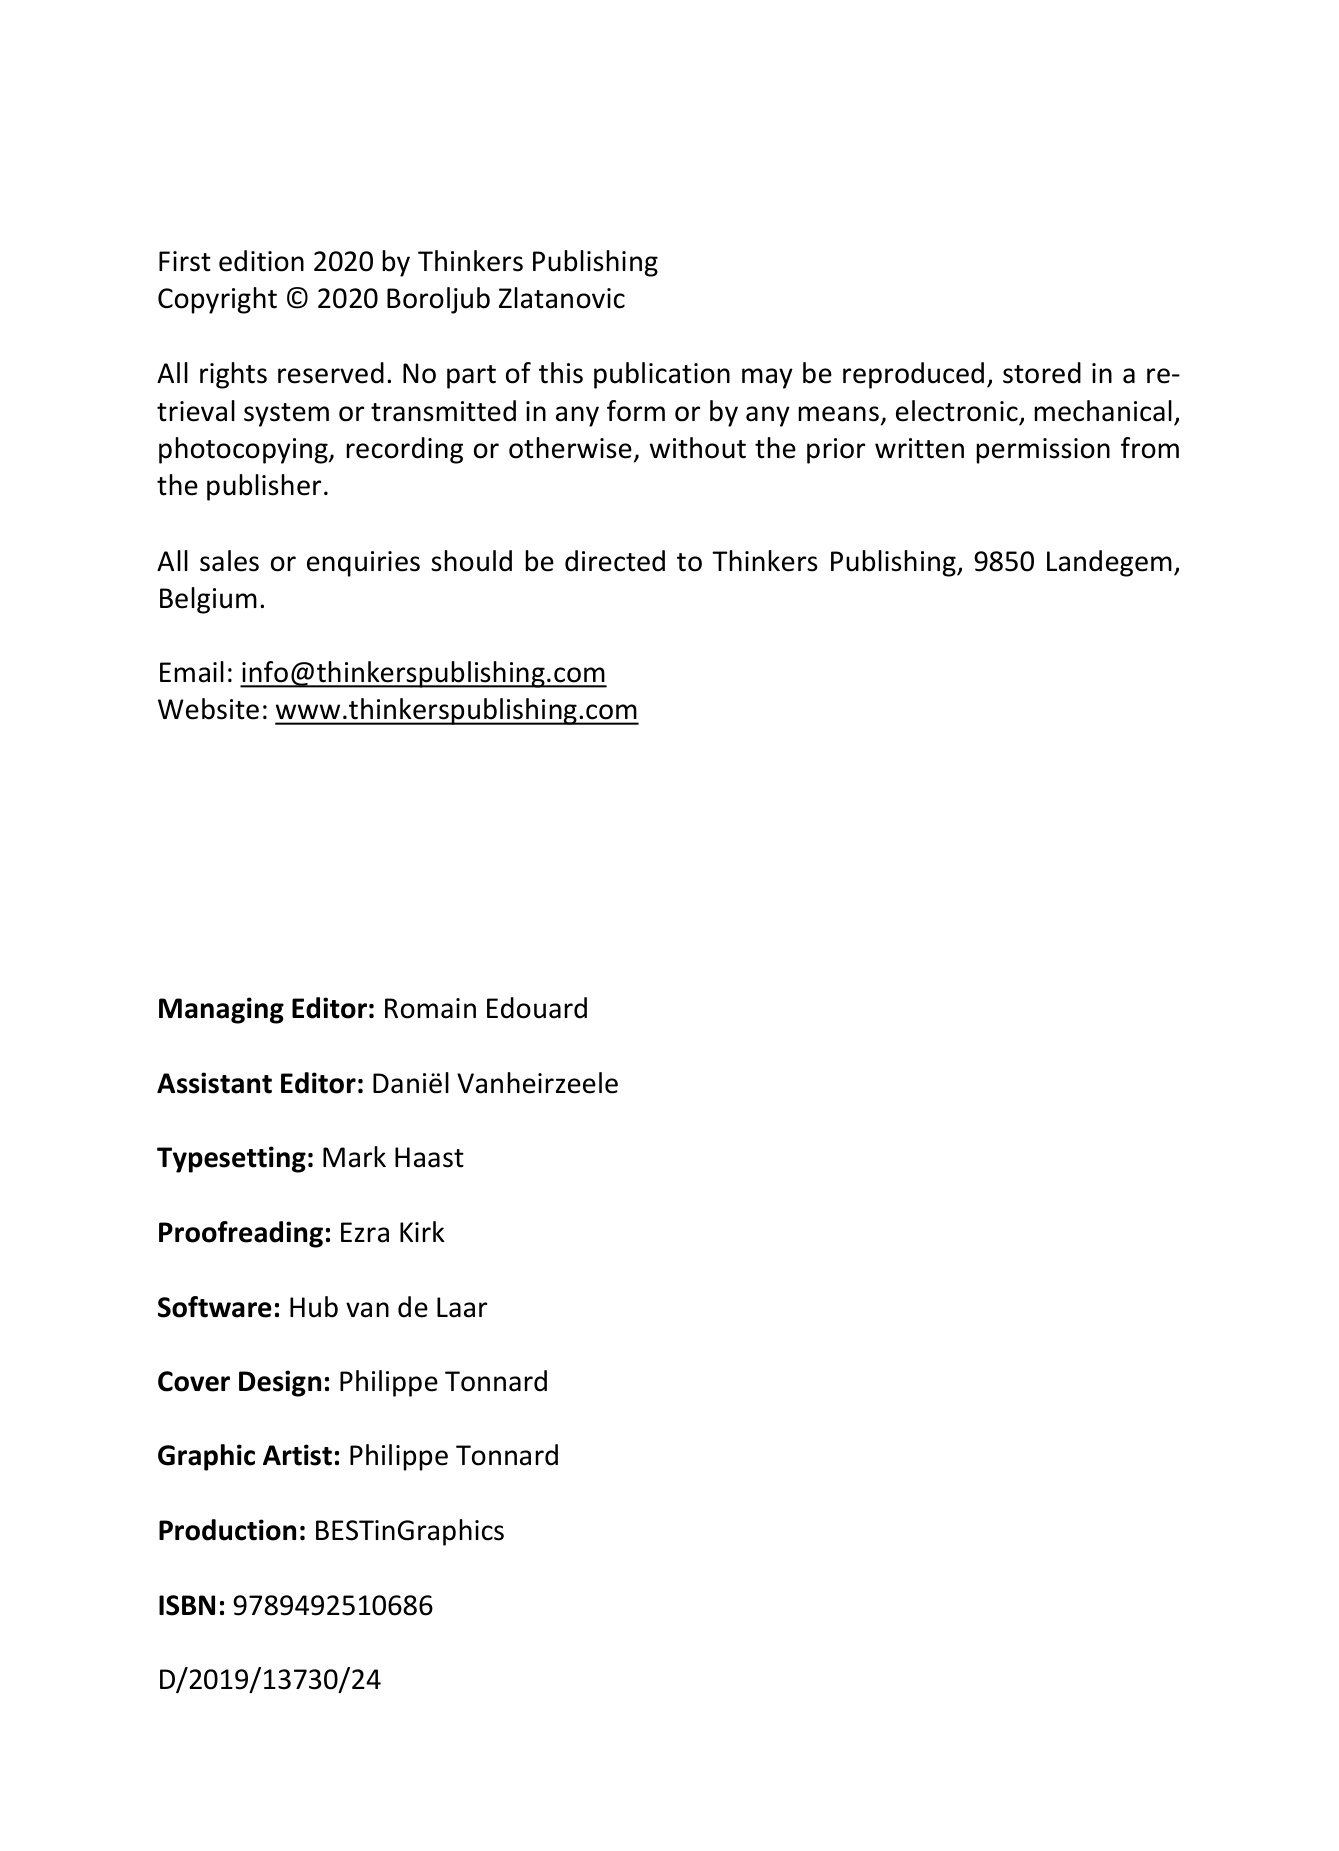 First edition 2020 by Thinkers Publishing
Copyright © 2020 Boroljub Zlatanovic
All rights reserved. No part of this publication may be reproduced, stored in a re-
trieval system or transmitted in any form or by any means, electronic, mechanical,
photocopying, recording or otherwise, without the prior written permission from
the publisher.
All sales or enquiries should be directed to Thinkers Publishing, 9850 Landegem,
Belgium.
Email: info@thinkerspublishing.com
Website: www.thinkerspublishing.com
Managing Editor: Romain Edouard
Assistant Editor: Daniël Vanheirzeele
Typesetting: Mark Haast
Proofreading: Ezra Kirk
Software: Hub van de Laar
Cover Design: Philippe Tonnard
Graphic Artist: Philippe Tonnard
Production: BESTinGraphics
ISBN: 9789492510686
D/2019/13730/24